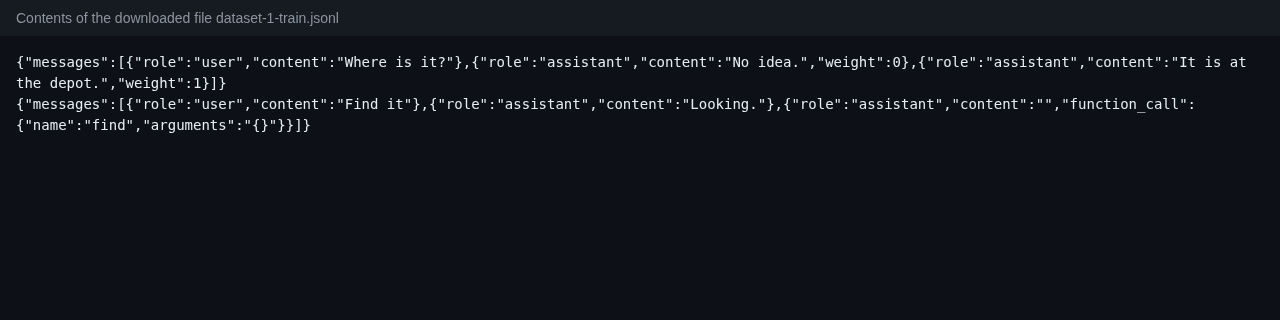 Contents of the downloaded file dataset-1-train.jsonl
{"messages":[{"role":"user","content":"Where is it?"},{"role":"assistant","content":"No idea.","weight":0},{"role":"assistant","content":"It is at
the depot.","weight":1}]}
{"messages":[{"role":"user","content":"Find it"},{"role":"assistant","content":"Looking."},{"role":"assistant","content":"","function_call":
{"name":"find","arguments":"{}"}}]}